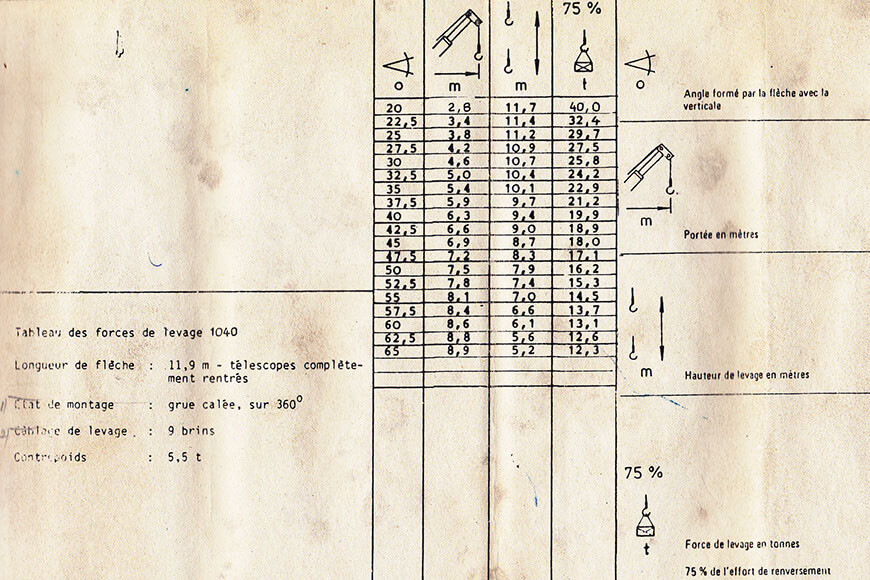 75 %
o m m t
20 2,8 11,7 40,0
22,5 3,4 11,4 32,4
25 3,8 11,2 29,7
27,5 4,2 10,9 27,5
30 4,6 10,7 25,8
32,5 5,0 10,4 24,2
35 5,4 10,1 22,9
37,5 5,9 9,7 21,2
40 6,3 9,4 19,9
42,5 6,6 9,0 18,9
45 6,9 8,7 18,0
47,5 7,2 8,3 17,1
50 7,5 7,9 16,2
52,5 7,8 7,4 15,3
55 8,1 7,0 14,5
57,5 8,4 6,6 13,7
60 8,6 6,1 13,1
62,5 8,8 5,6 12,6
65 8,9 5,2 12,3
Tableau des forces de levage 1040
Longueur de flèche : 11,9 m - télescopes complète-
ment rentrés
Etat de montage : grue calée, sur 360°
Câblage de levage : 9 brins
Contrepoids : 5,5 t
o
Angle formé par la flèche avec la
verticale
m
Portée en mètres
m
Hauteur de levage en mètres
75 %
t
Force de levage en tonnes
75 % de l'effort de renversement